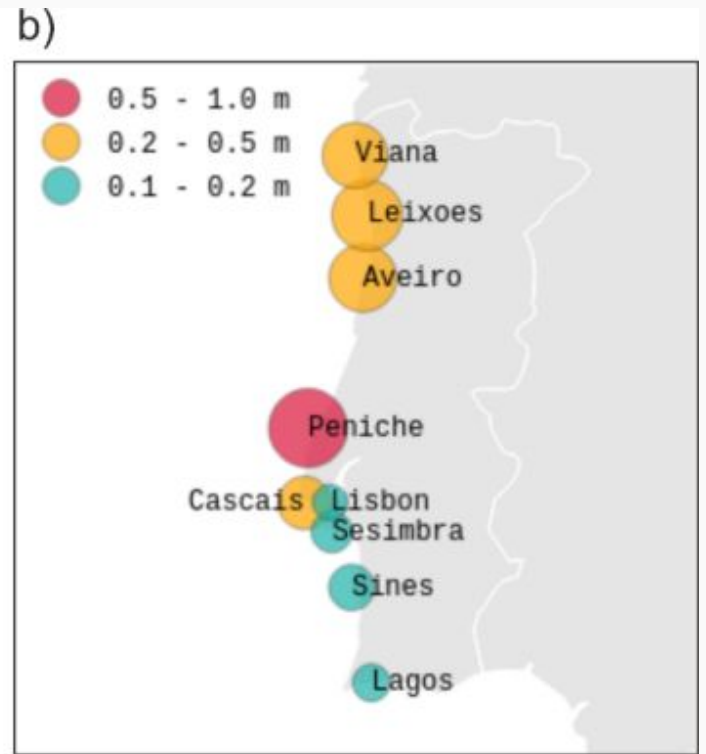 b)
0.5 - 1.0 m
0.2 - 0.5 m
0.1 - 0.2 m
Viana
Leixoes
Aveiro
Peniche
Cascais
Lisbon
Sesimbra
Sines
Lagos